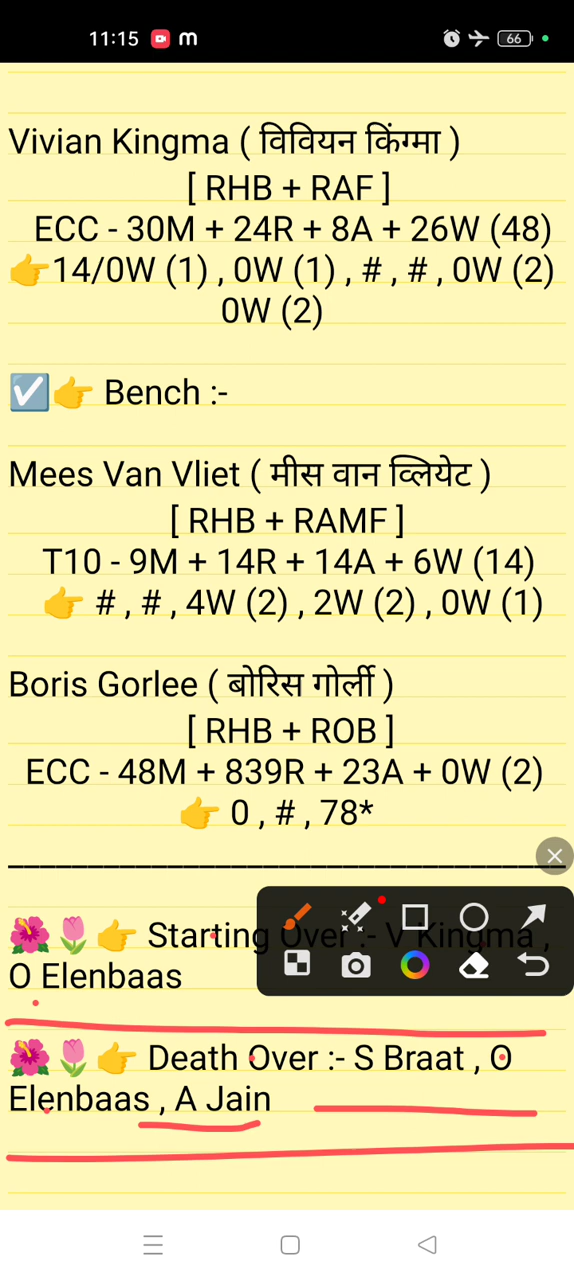 11:15 m 66
Vivian Kingma ( विवियन किंग्मा )
[ RHB + RAF ]
ECC - 30M + 24R + 8A + 26W (48)
👉14/0W (1) , 0W (1) , # , # , 0W (2)
0W (2)
☑️👉 Bench :-
Mees Van Vliet ( मीस वान व्लियेट )
[ RHB + RAMF ]
T10 - 9M + 14R + 14A + 6W (14)
👉 # , # , 4W (2) , 2W (2) , 0W (1)
Boris Gorlee ( बोरिस गोर्ली )
[ RHB + ROB ]
ECC - 48M + 839R + 23A + 0W (2)
👉 0 , # , 78*
🌺🌷👉 Starting Over :- V Kingma ,
O Elenbaas
🌺🌷👉 Death Over :- S Braat , O
Elenbaas , A Jain